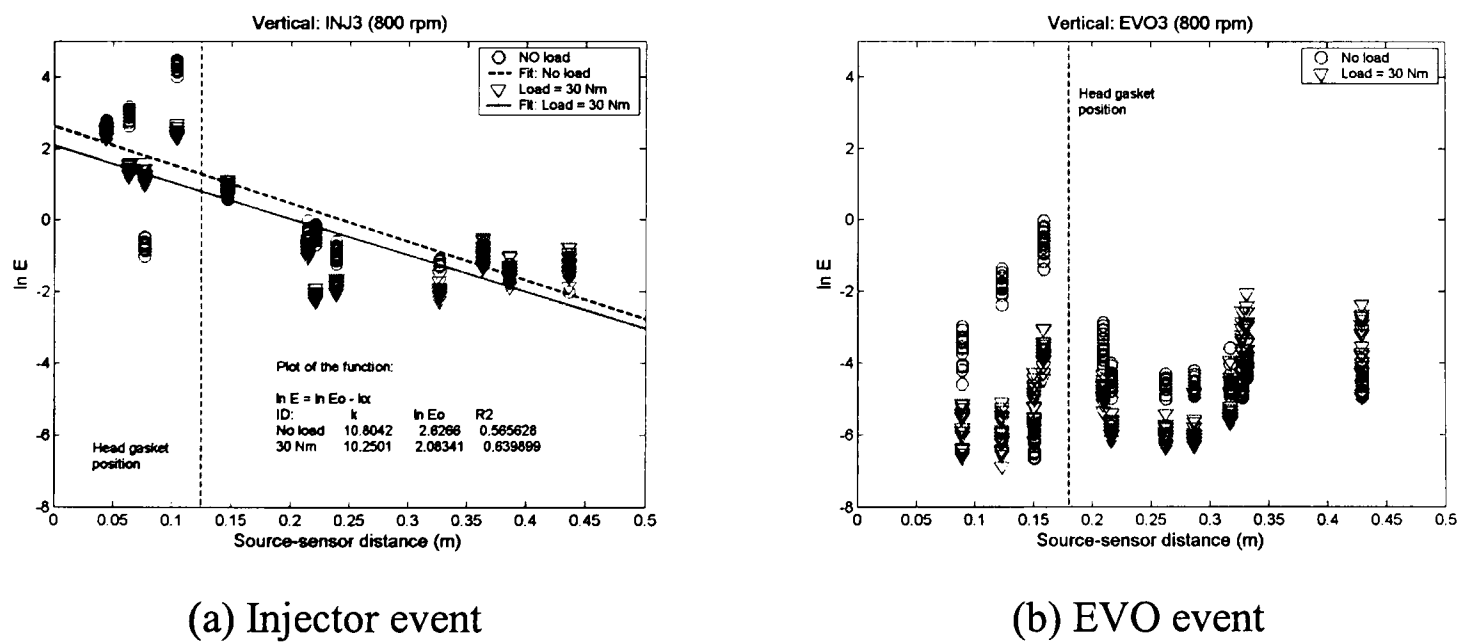 Vertical: INJ3 (800 rpm)
NO load
Fit: No load
Load = 30 Nm
Fit: Load = 30 Nm
4
2
0
-2
-4
-6
-8
ln E
Plot of the function:
ln E = ln Eo - kx
ID: k ln Eo R2
No load 10.8042 2.6266 0.565628
30 Nm 10.2501 2.08341 0.639899
Head gasket
position
0 0.05 0.1 0.15 0.2 0.25 0.3 0.35 0.4 0.45 0.5
Source-sensor distance (m)
(a) Injector event
Vertical: EVO3 (800 rpm)
No load
Load = 30 Nm
Head gasket
position
4
2
0
-2
-4
-6
-8
ln E
0 0.05 0.1 0.15 0.2 0.25 0.3 0.35 0.4 0.45 0.5
Source-sensor distance (m)
(b) EVO event